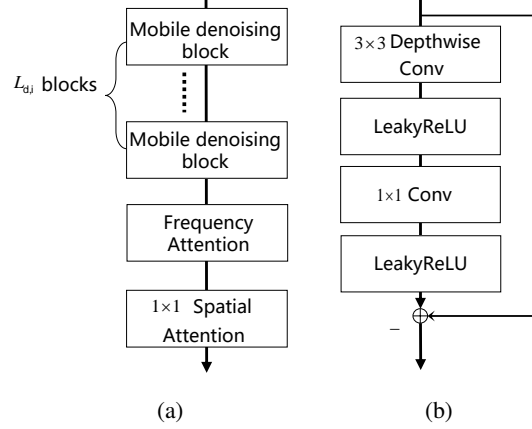 Mobile denoising
block
L_{d,i} blocks
Mobile denoising
block
Frequency
Attention
1×1 Spatial
Attention
(a)
3×3 Depthwise
Conv
LeakyReLU
1×1 Conv
LeakyReLU
−
(b)